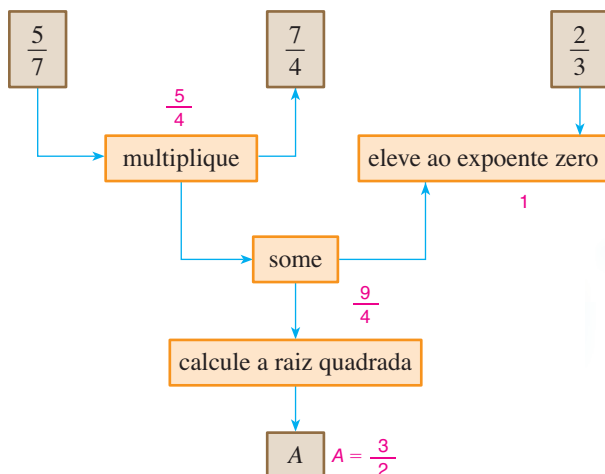 5/7 7/4 2/3
5/4
multiplique eleve ao expoente zero
1
some
9/4
calcule a raiz quadrada
A A = 3/2